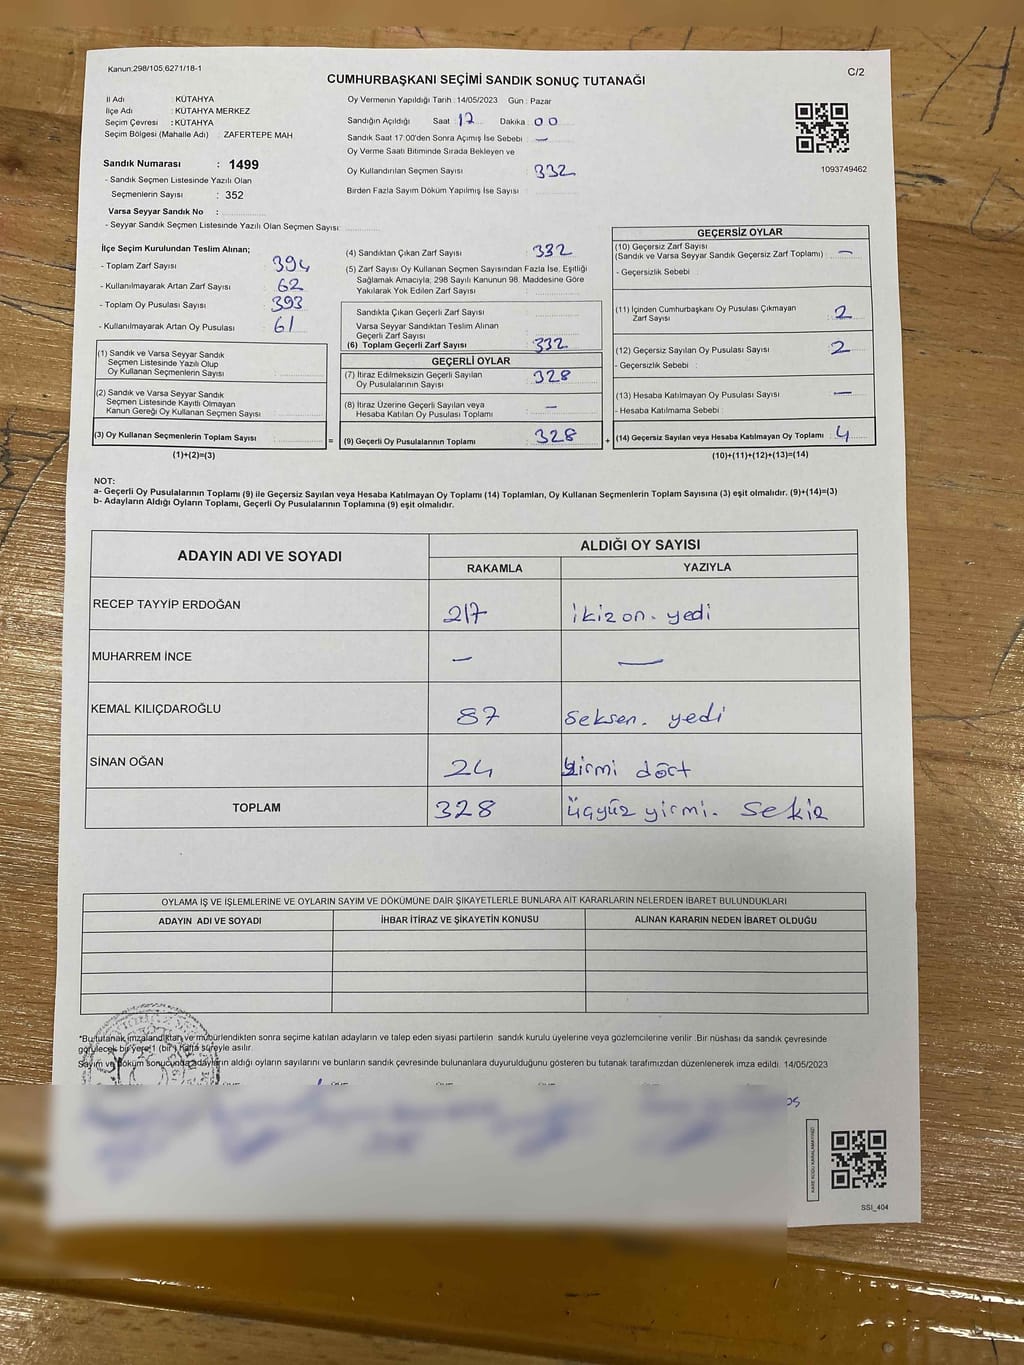 Kanun.298/105,6271/18-1
C/2
CUMHURBAŞKANI SEÇİMİ SANDIK SONUÇ TUTANAĞI
İl Adı : KÜTAHYA
İlçe Adı : KÜTAHYA MERKEZ
Seçim Çevresi : KÜTAHYA
Seçim Bölgesi (Mahalle Adı) : ZAFERTEPE MAH.
Sandık Numarası : 1499
- Sandık Seçmen Listesinde Yazılı Olan
Seçmenlerin Sayısı : 352
Varsa Seyyar Sandık No :
- Seyyar Sandık Seçmen Listesinde Yazılı Olan Seçmen Sayısı:
Oy Vermenin Yapıldığı Tarih : 14/05/2023 Gün : Pazar
Sandığın Açıldığı Saat 17 Dakika : 00
Sandık Saat 17:00'den Sonra Açımış İse Sebebi : —
Oy Verme Saati Bitiminde Sırada Bekleyen ve
Oy Kullandırılan Seçmen Sayısı : 332
Birden Fazla Sayım Döküm Yapılmış İse Sayısı :
1093749462
İlçe Seçim Kurulundan Teslim Alınan;
- Toplam Zarf Sayısı : 394
- Kullanılmayarak Artan Zarf Sayısı : 62
- Toplam Oy Pusulası Sayısı : 393
- Kullanılmayarak Artan Oy Pusulası : 61
(1) Sandık ve Varsa Seyyar Sandık
Seçmen Listesinde Yazılı Olup
Oy Kullanan Seçmenlerin Sayısı :
(2) Sandık ve Varsa Seyyar Sandık
Seçmen Listesinde Kayıtlı Olmayan
Kanun Gereği Oy Kullanan Seçmen Sayısı :
(3) Oy Kullanan Seçmenlerin Toplam Sayısı :
(1)+(2)=(3)
=
(4) Sandıktan Çıkan Zarf Sayısı : 332
(5) Zarf Sayısı Oy Kullanan Seçmen Sayısından Fazla İse, Eşitliği
Sağlamak Amacıyla; 298 Sayılı Kanunun 98. Maddesine Göre
Yakılarak Yok Edilen Zarf Sayısı :
Sandıkta Çıkan Geçerli Zarf Sayısı :
Varsa Seyyar Sandıktan Teslim Alınan
Geçerli Zarf Sayısı :
(6) Toplam Geçerli Zarf Sayısı : 332
GEÇERLİ OYLAR
(7) İtiraz Edilmeksizin Geçerli Sayılan
Oy Pusulalarının Sayısı : 328
(8) İtiraz Üzerine Geçerli Sayılan veya
Hesaba Katılan Oy Pusulası Toplamı : —
(9) Geçerli Oy Pusulalarının Toplamı : 328
+
GEÇERSİZ OYLAR
(10) Geçersiz Zarf Sayısı
(Sandık ve Varsa Seyyar Sandık Geçersiz Zarf Toplamı) : —
- Geçersizlik Sebebi :
(11) İçinden Cumhurbaşkanı Oy Pusulası Çıkmayan
Zarf Sayısı : 2
(12) Geçersiz Sayılan Oy Pusulası Sayısı : 2
- Geçersizlik Sebebi :
(13) Hesaba Katılmayan Oy Pusulası Sayısı : —
- Hesaba Katılmama Sebebi :
(14) Geçersiz Sayılan veya Hesaba Katılmayan Oy Toplamı : 4
(10)+(11)+(12)+(13)=(14)
NOT:
a- Geçerli Oy Pusulalarının Toplamı (9) ile Geçersiz Sayılan veya Hesaba Katılmayan Oy Toplamı (14) Toplamları, Oy Kullanan Seçmenlerin Toplam Sayısına (3) eşit olmalıdır. (9)+(14)=(3)
b- Adayların Aldığı Oyların Toplamı, Geçerli Oy Pusulalarının Toplamına (9) eşit olmalıdır.
ADAYIN ADI VE SOYADI ALDIĞI OY SAYISI
RAKAMLA YAZIYLA
RECEP TAYYİP ERDOĞAN 217 ikiz on. yedi
MUHARREM İNCE — —
KEMAL KILIÇDAROĞLU 87 seksen. yedi
SİNAN OĞAN 24 yirmi dört
TOPLAM 328 üçyüz yirmi. sekiz
OYLAMA İŞ VE İŞLEMLERİNE VE OYLARIN SAYIM VE DÖKÜMÜNE DAİR ŞİKAYETLERLE BUNLARA AİT KARARLARIN NELERDEN İBARET BULUNDUKLARI
ADAYIN ADI VE SOYADI İHBAR İTİRAZ VE ŞİKAYETİN KONUSU ALINAN KARARIN NEDEN İBARET OLDUĞU
*Bu tutanak imzalandıktan ve mühürlendikten sonra seçime katılan adayların ve talep eden siyasi partilerin sandık kurulu üyelerine veya gözlemcilerine verilir. Bir nüshası da sandık çevresinde
görülecek bir yere 1 (bir) hafta süreyle asılır.
Sayım ve döküm sonucunda adayların aldığı oyların sayılarını ve bunların sandık çevresinde bulunanlara duyurulduğunu gösteren bu tutanak tarafımızdan düzenlenerek imza edildi. 14/05/2023
KARE KODU KARALAMAYINIZ!
SSI_404